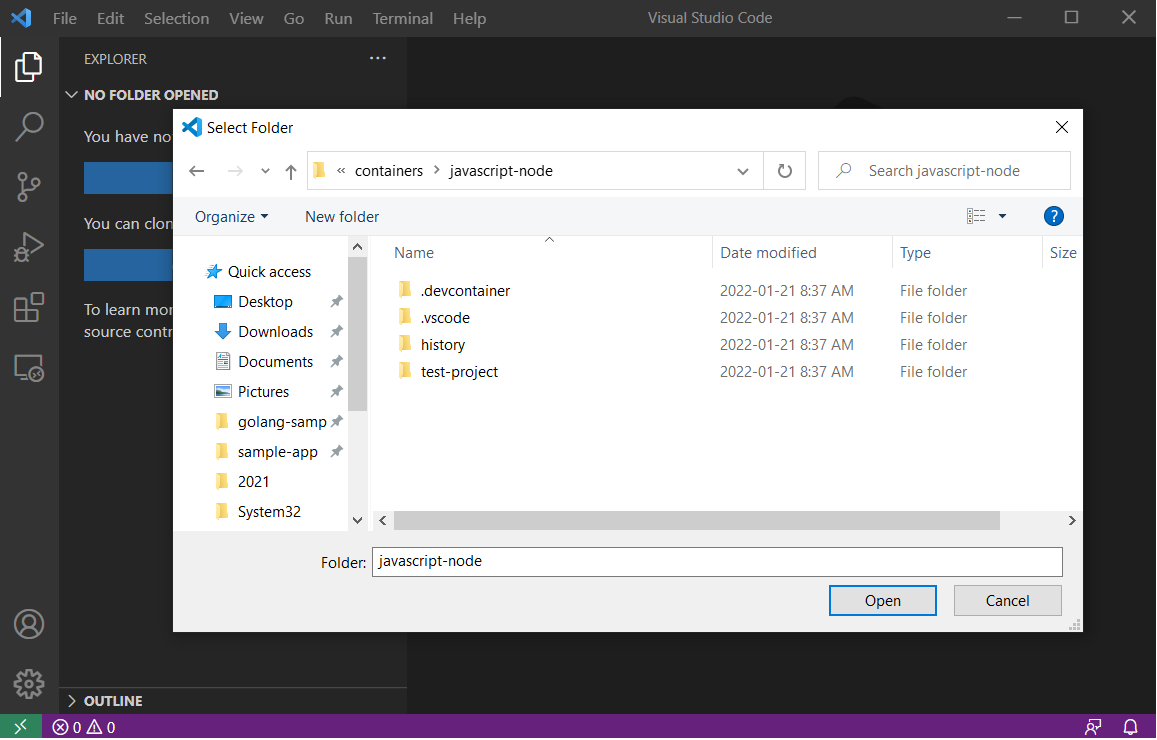 File Edit Selection View Go Run Terminal Help Visual Studio Code
EXPLORER
NO FOLDER OPENED
You have no
You can clon
To learn mor
source contr
OUTLINE
Select Folder
« containers > javascript-node
Search javascript-node
Organize New folder
?
Quick access
Desktop
Downloads
Documents
Pictures
golang-samp
sample-app
2021
System32
Name Date modified Type Size
.devcontainer 2022-01-21 8:37 AM File folder
.vscode 2022-01-21 8:37 AM File folder
history 2022-01-21 8:37 AM File folder
test-project 2022-01-21 8:37 AM File folder
Folder: javascript-node
Open Cancel
0 0